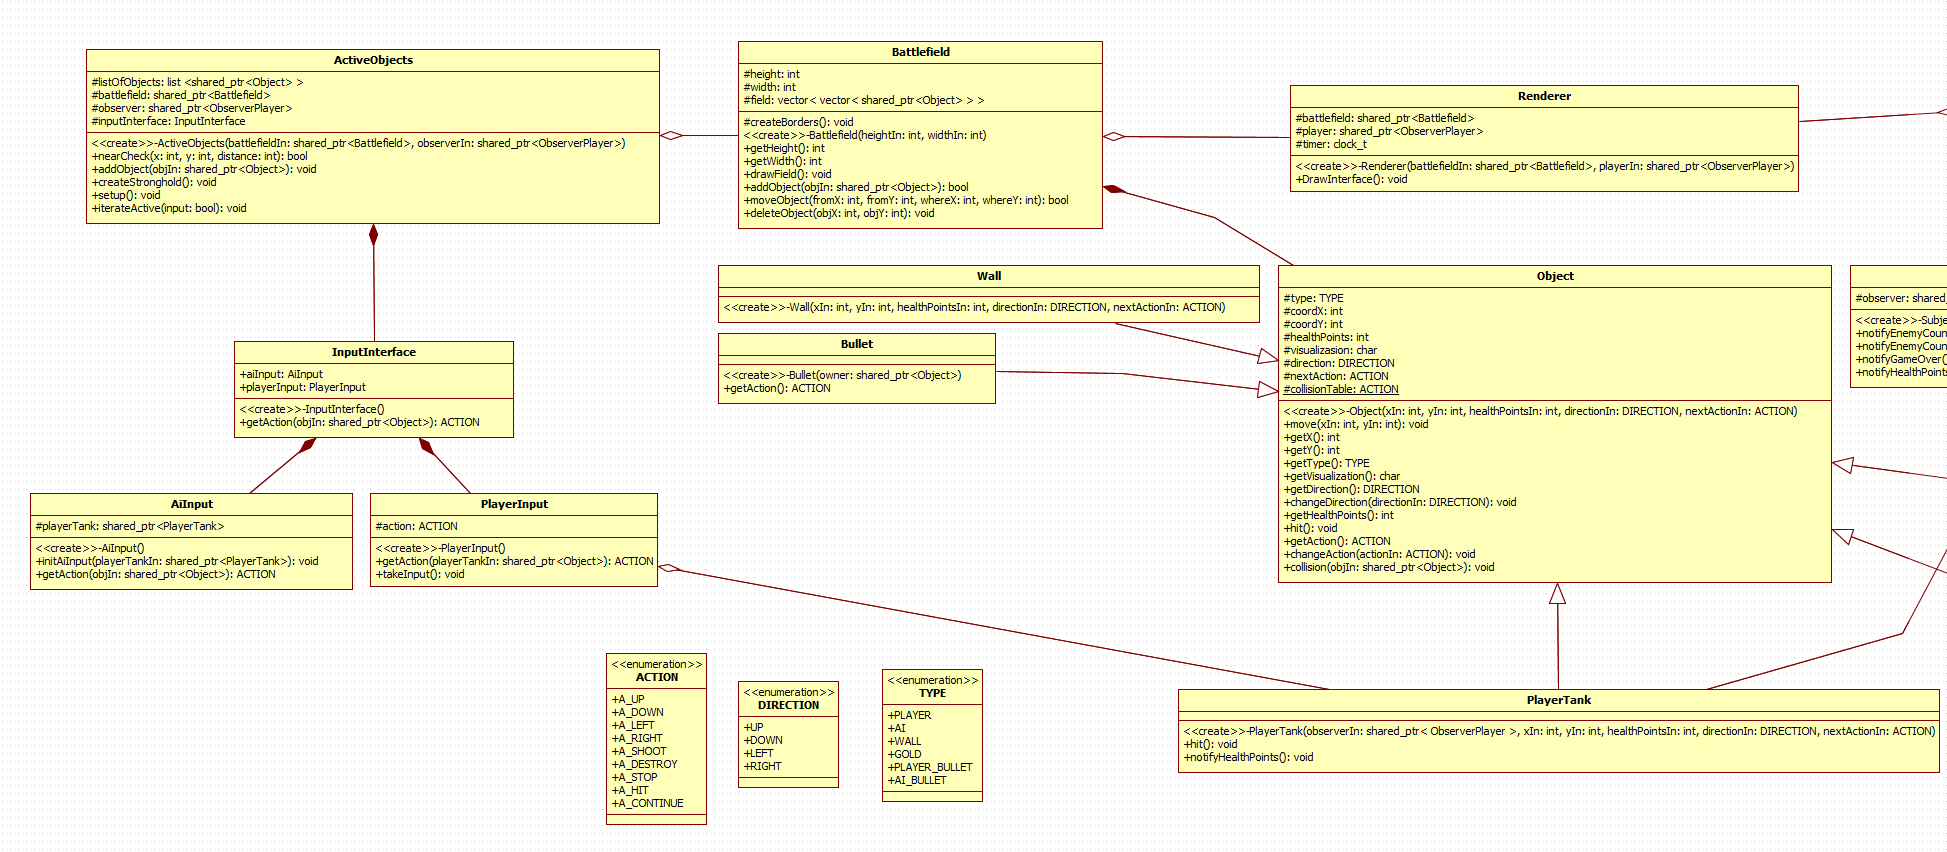 ActiveObjects
#listOfObjects: list <shared_ptr<Object> >
#battlefield: shared_ptr<Battlefield>
#observer: shared_ptr<ObserverPlayer>
#inputInterface: InputInterface
<<create>>-ActiveObjects(battlefieldIn: shared_ptr<Battlefield>, observerIn: shared_ptr<ObserverPlayer>)
+nearCheck(x: int, y: int, distance: int): bool
+addObject(objIn: shared_ptr<Object>): void
+createStronghold(): void
+setup(): void
+iterateActive(input: bool): void
Battlefield
#height: int
#width: int
#field: vector< vector< shared_ptr<Object> > >
#createBorders(): void
<<create>>-Battlefield(heightIn: int, widthIn: int)
+getHeight(): int
+getWidth(): int
+drawField(): void
+addObject(objIn: shared_ptr<Object>): bool
+moveObject(fromX: int, fromY: int, whereX: int, whereY: int): bool
+deleteObject(objX: int, objY: int): void
Renderer
#battlefield: shared_ptr<Battlefield>
#player: shared_ptr<ObserverPlayer>
#timer: clock_t
<<create>>-Renderer(battlefieldIn: shared_ptr<Battlefield>, playerIn: shared_ptr<ObserverPlayer>)
+DrawInterface(): void
Wall
<<create>>-Wall(xIn: int, yIn: int, healthPointsIn: int, directionIn: DIRECTION, nextActionIn: ACTION)
Bullet
<<create>>-Bullet(owner: shared_ptr<Object>)
+getAction(): ACTION
Object
#type: TYPE
#coordX: int
#coordY: int
#healthPoints: int
#visualizasion: char
#direction: DIRECTION
#nextAction: ACTION
#collisionTable: ACTION
<<create>>-Object(xIn: int, yIn: int, healthPointsIn: int, directionIn: DIRECTION, nextActionIn: ACTION)
+move(xIn: int, yIn: int): void
+getX(): int
+getY(): int
+getType(): TYPE
+getVisualization(): char
+getDirection(): DIRECTION
+changeDirection(directionIn: DIRECTION): void
+getHealthPoints(): int
+hit(): void
+getAction(): ACTION
+changeAction(actionIn: ACTION): void
+collision(objIn: shared_ptr<Object>): void
#observer: shared_
<<create>>-Subje
+notifyEnemyCoun
+notifyEnemyCoun
+notifyGameOver()
+notifyHealthPoints
InputInterface
+aiInput: AiInput
+playerInput: PlayerInput
<<create>>-InputInterface()
+getAction(objIn: shared_ptr<Object>): ACTION
AiInput
#playerTank: shared_ptr<PlayerTank>
<<create>>-AiInput()
+initAiInput(playerTankIn: shared_ptr<PlayerTank>): void
+getAction(objIn: shared_ptr<Object>): ACTION
PlayerInput
#action: ACTION
<<create>>-PlayerInput()
+getAction(playerTankIn: shared_ptr<Object>): ACTION
+takeInput(): void
<<enumeration>>
ACTION
+A_UP
+A_DOWN
+A_LEFT
+A_RIGHT
+A_SHOOT
+A_DESTROY
+A_STOP
+A_HIT
+A_CONTINUE
<<enumeration>>
DIRECTION
+UP
+DOWN
+LEFT
+RIGHT
<<enumeration>>
TYPE
+PLAYER
+AI
+WALL
+GOLD
+PLAYER_BULLET
+AI_BULLET
PlayerTank
<<create>>-PlayerTank(observerIn: shared_ptr< ObserverPlayer >, xIn: int, yIn: int, healthPointsIn: int, directionIn: DIRECTION, nextActionIn: ACTION)
+hit(): void
+notifyHealthPoints(): void